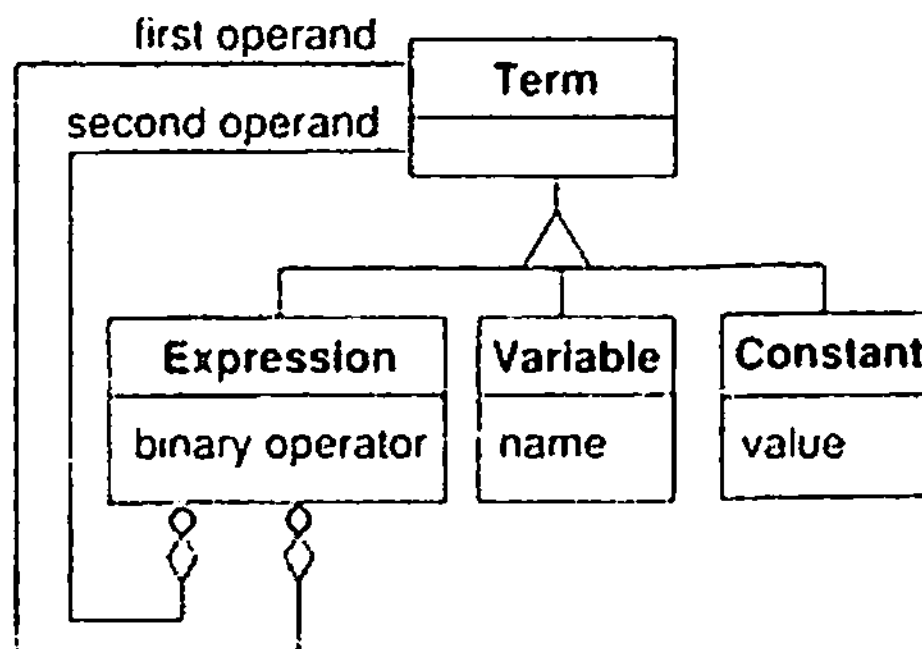 first operand
Term
second operand
Expression
Variable
Constant
binary operator
name
value